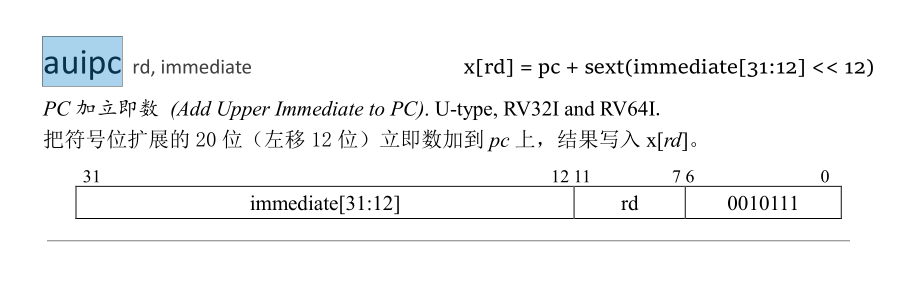 auipc rd, immediate x[rd] = pc + sext(immediate[31:12] << 12)
PC 加立即数 (Add Upper Immediate to PC). U-type, RV32I and RV64I.
把符号位扩展的 20 位（左移 12 位）立即数加到 pc 上，结果写入 x[rd]。
31 12 11 7 6 0
immediate[31:12] rd 0010111